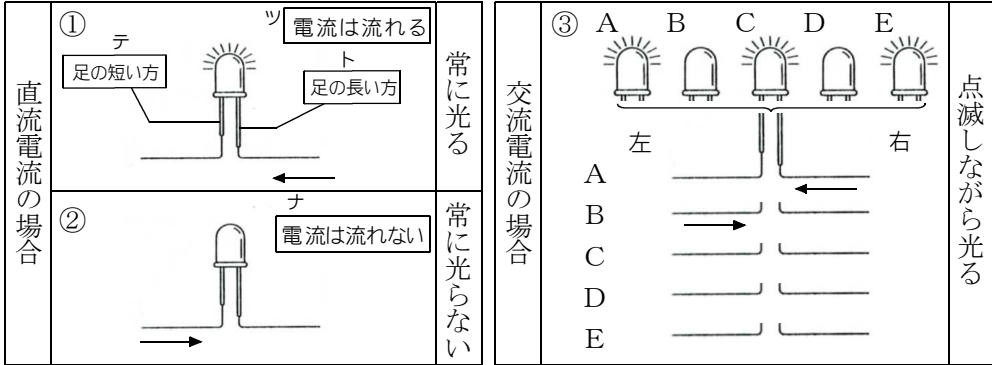 直流電流の場合
①
ツ
電流は流れる
テ
足の短い方
ト
足の長い方
常に光る
②
ナ
電流は流れない
常に光らない
交流電流の場合
③ A B C D E
左 右
A
B
C
D
E
点滅しながら光る